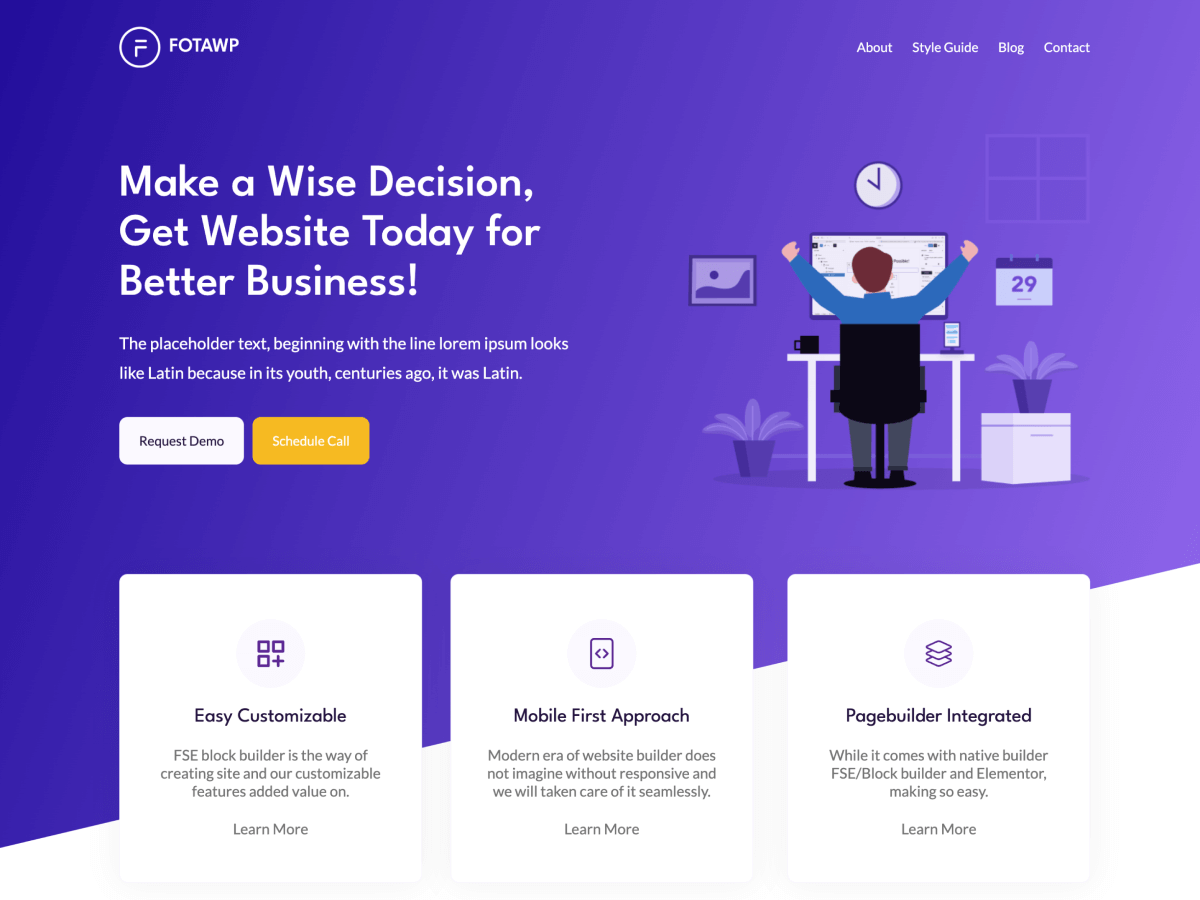 FOTAWP
About Style Guide Blog Contact
Make a Wise Decision,
Get Website Today for
Better Business!
The placeholder text, beginning with the line lorem ipsum looks
like Latin because in its youth, centuries ago, it was Latin.
Request Demo Schedule Call
29
Easy Customizable
FSE block builder is the way of
creating site and our customizable
features added value on.
Learn More
Mobile First Approach
Modern era of website builder does
not imagine without responsive and
we will taken care of it seamlessly.
Learn More
Pagebuilder Integrated
While it comes with native builder
FSE/Block builder and Elementor,
making so easy.
Learn More